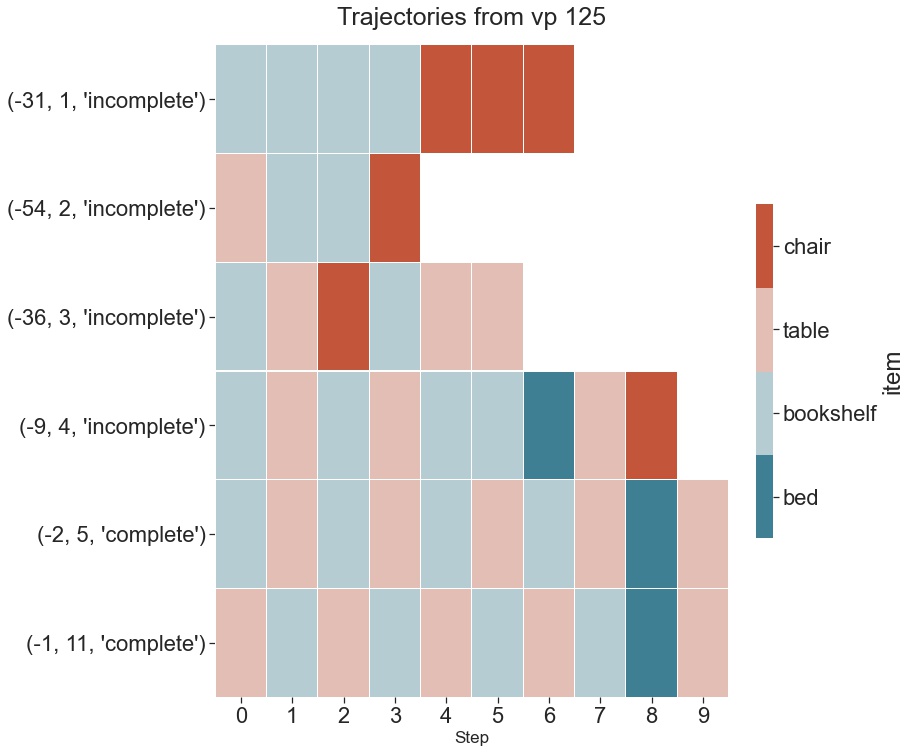 Trajectories from vp 125
(-31, 1, 'incomplete')
(-54, 2, 'incomplete')
(-36, 3, 'incomplete')
(-9, 4, 'incomplete')
(-2, 5, 'complete')
(-1, 11, 'complete')
0 1 2 3 4 5 6 7 8 9
Step
chair
table
bookshelf
bed
item